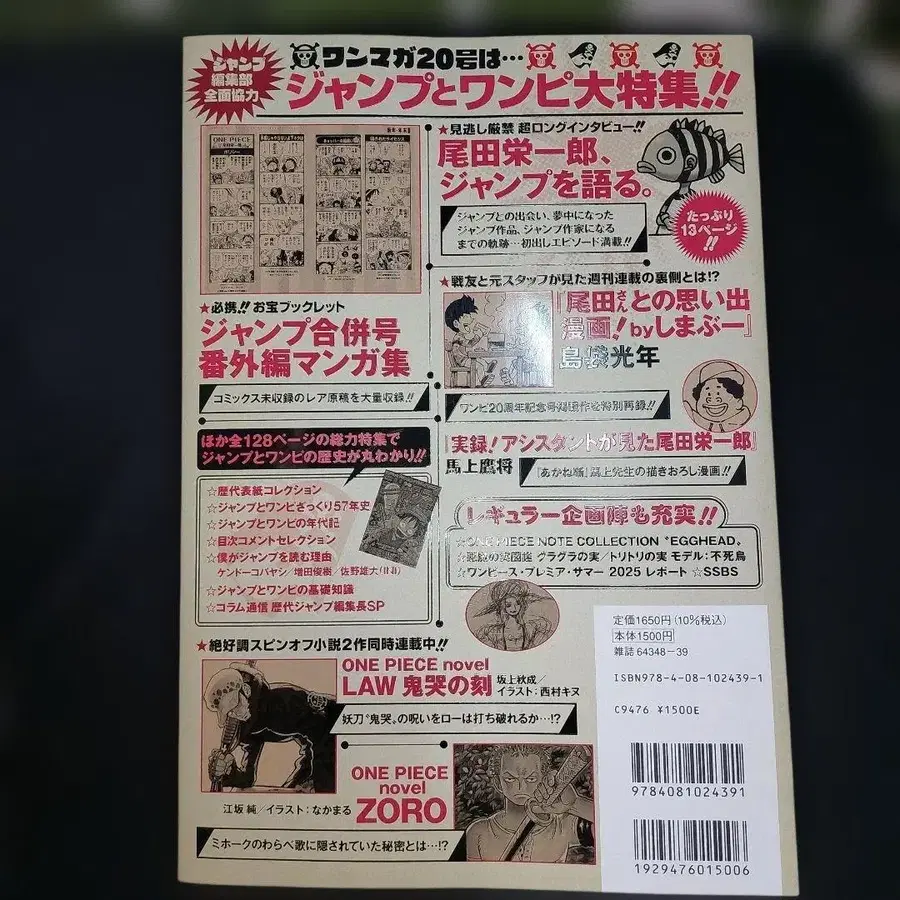 ジャンプ
編集部
全面協力
ワンマガ20号は…
ジャンプとワンピ大特集!!
ONE PIECE
★見逃し厳禁 超ロングインタビュー!!
尾田栄一郎、
ジャンプを語る。
ジャンプとの出会い、夢中になった
ジャンプ作品、ジャンプ作家になる
までの軌跡…初出しエピソード満載!!
たっぷり
13ページ
!!
★必携!! お宝ブックレット
ジャンプ合併号
番外編マンガ集
コミックス未収録のレア原稿を大量収録!!
★戦友と元スタッフが見た週刊連載の裏側とは!?
『尾田さんとの思い出
漫画!byしまぶー』
島袋光年
ワンピ20周年記念号掲載作を特別再録!!
『実録!アシスタントが見た尾田栄一郎』
馬上鷹将
『あかね噺』馬上先生の描きおろし漫画!!
ほか全128ページの総力特集で
ジャンプとワンピの歴史が丸わかり!!
☆歴代表紙コレクション
☆ジャンプとワンピざっくり57年史
☆ジャンプとワンピの年代記
☆目次コメントセレクション
☆僕がジャンプを読む理由
ケンドーコバヤシ/増田俊樹/佐野雄大(INI)
☆ジャンプとワンピの基礎知識
☆コラム通信 歴代ジャンプ編集長SP
レギュラー企画陣も充実!!
☆ONE PIECE NOTE COLLECTION "EGGHEAD"
☆悪魔の実図鑑 グラグラの実/トリトリの実 モデル:不死鳥
☆ワンピース・プレミア・サマー 2025 レポート ☆SSBS
★絶好調スピンオフ小説2作同時連載中!!
ONE PIECE novel
LAW 鬼哭の刻
坂上秋成/
イラスト:西村キヌ
妖刀"鬼哭"の呪いをローは打ち破れるか…!?
ONE PIECE
novel
ZORO
江坂 純/イラスト:なかまる
ミホークのわらべ歌に隠されていた秘密とは…!?
定価1650円(10%税込)
本体1500円
雑誌 64348-39
ISBN978-4-08-102439-1
C9476 ¥1500E
9784081024391
1929476015006